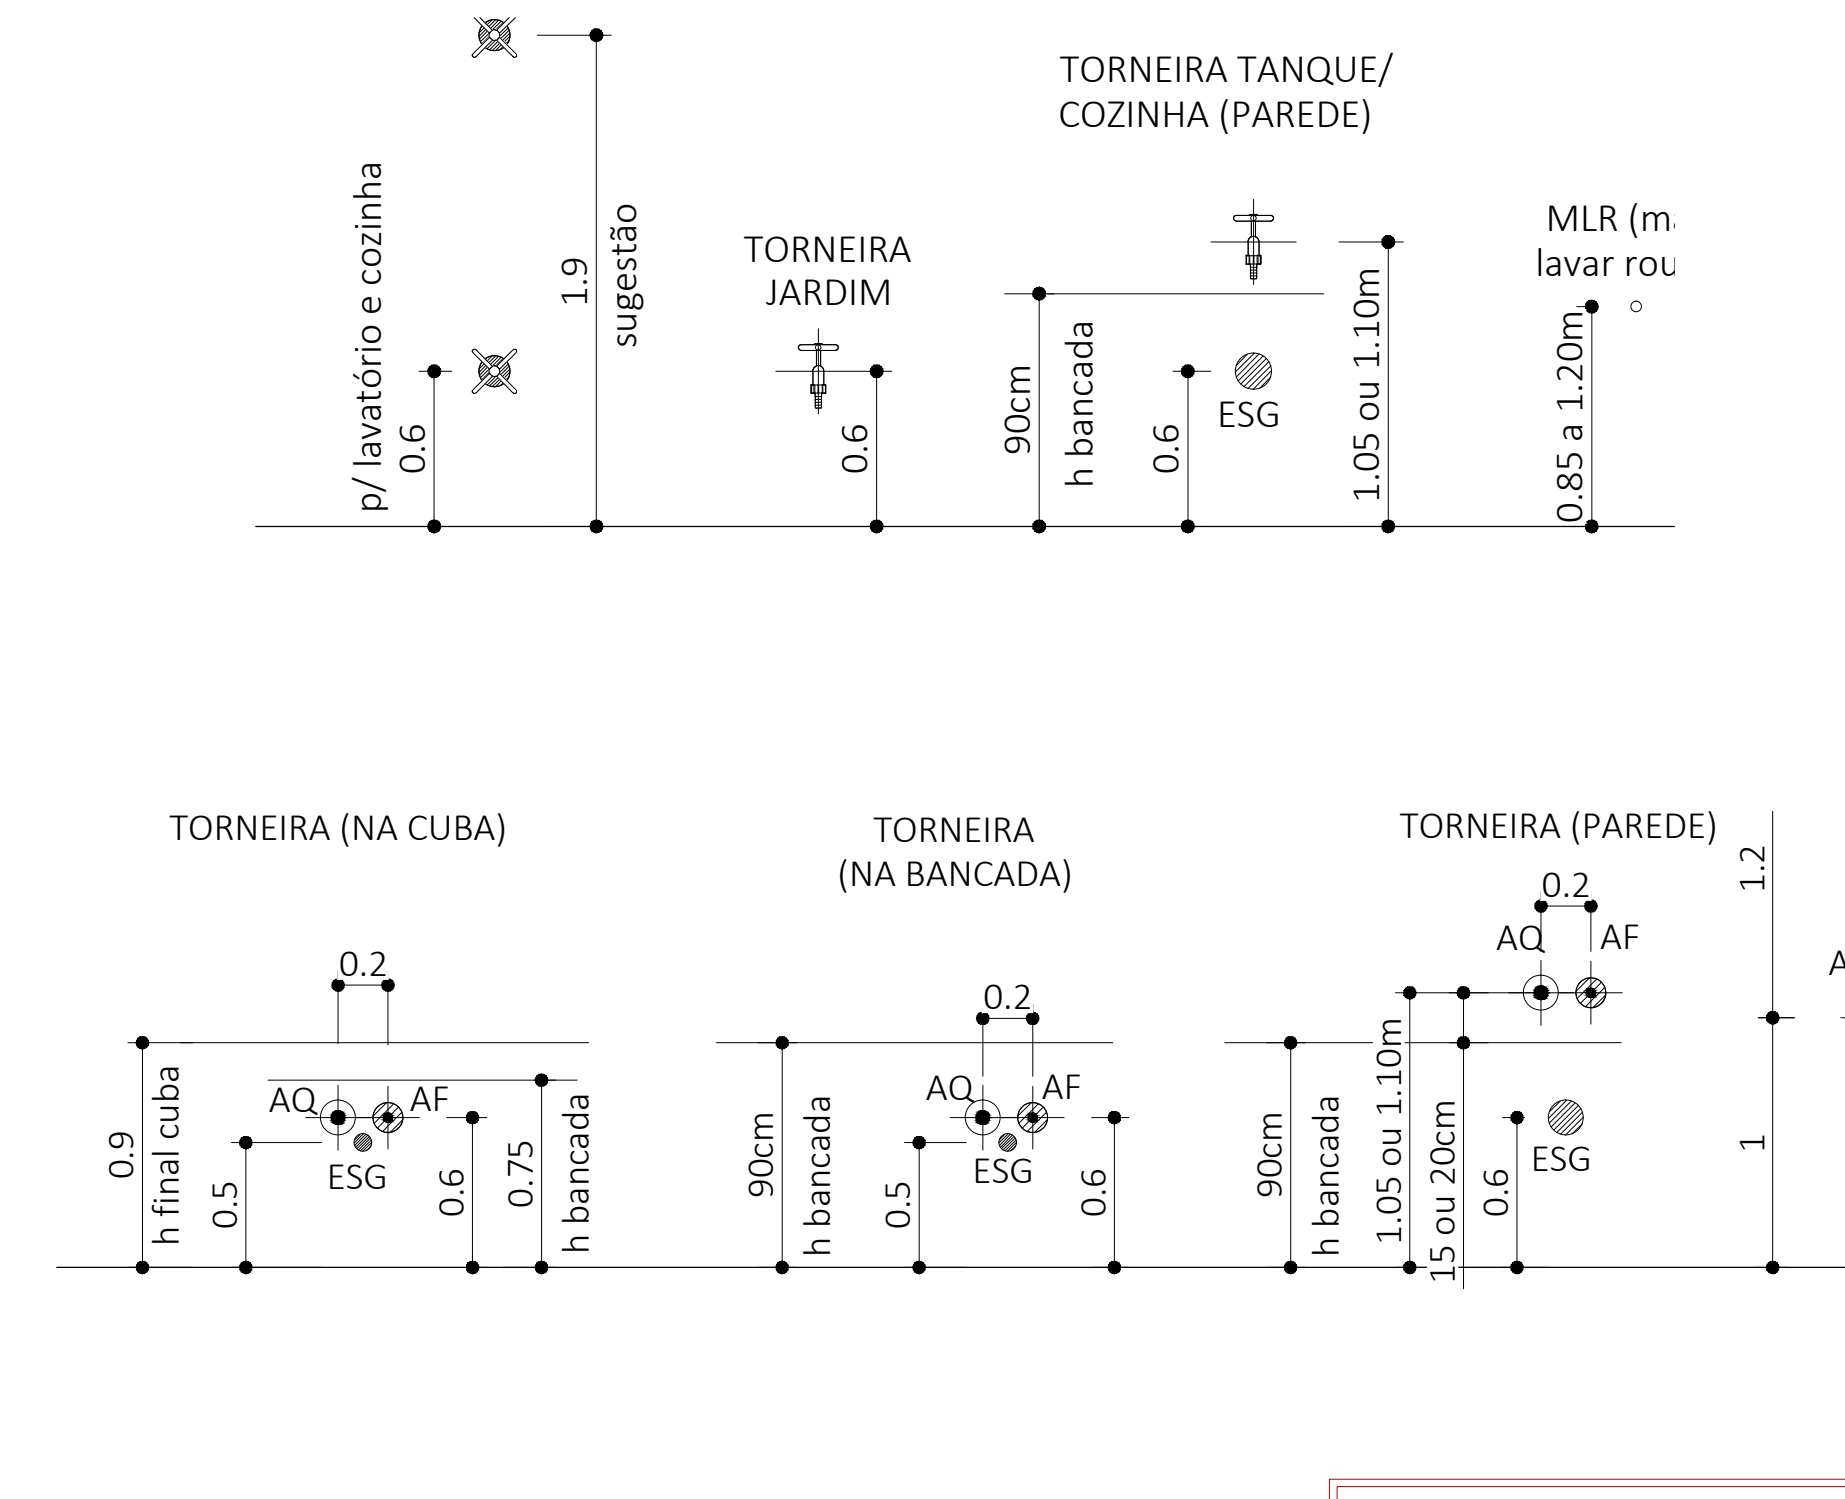 TORNEIRA TANQUE/
COZINHA (PAREDE)
p/ lavatório e cozinha
0.6
1.9
sugestão
TORNEIRA
JARDIM
0.6
90cm
h bancada
0.6
ESG
1.05 ou 1.10m
MLR (ma
lavar rou
0.85 a 1.20m
TORNEIRA (NA CUBA)
0.2
AQ
AF
ESG
0.9
h final cuba
0.5
0.6
0.75
h bancada
TORNEIRA
(NA BANCADA)
0.2
AQ
AF
ESG
90cm
h bancada
0.5
0.6
TORNEIRA (PAREDE)
0.2
AQ
AF
90cm
h bancada
1.05 ou 1.10m
15 ou 20cm
0.6
ESG
1.2
1
A